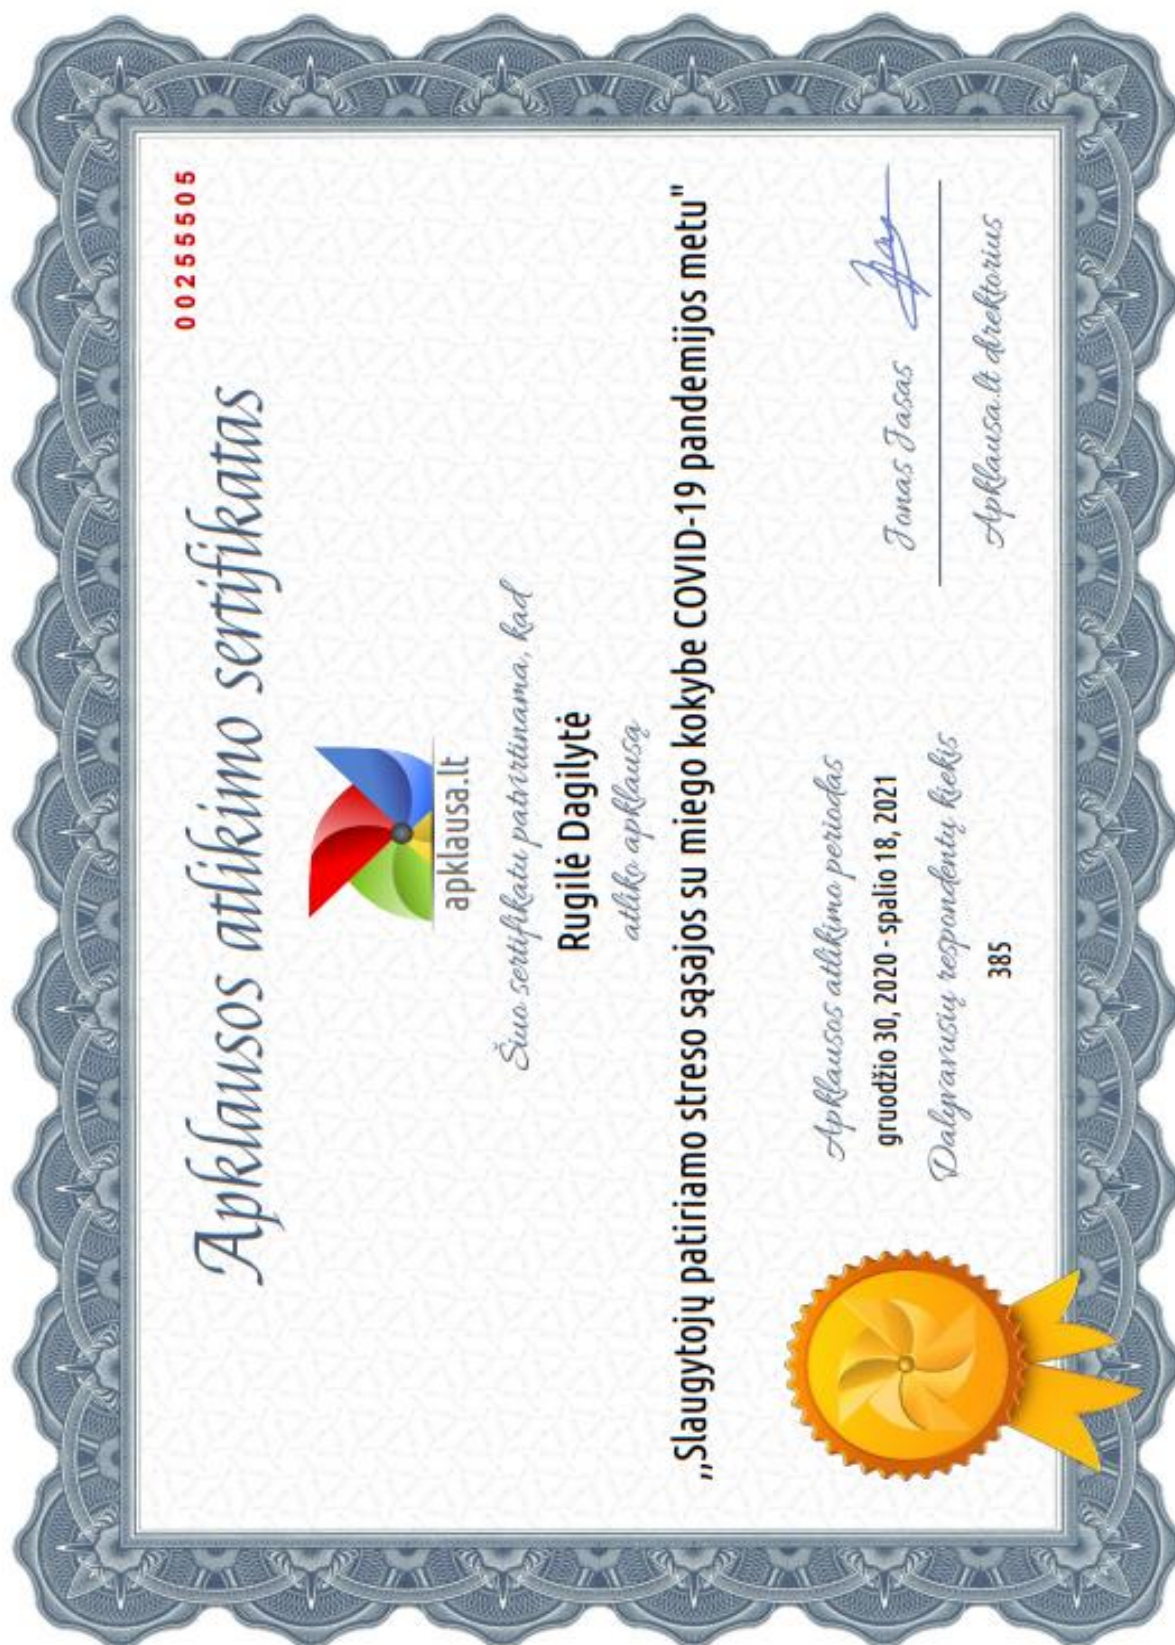 00255505
Apklausos atlikimo sertifikatas
apklausa.lt
Šiuo sertifikatu patvirtinama, kad
Rugilė Dagilytė
atliko apklausą
„Slaugytojų patiriamo streso sąsajos su miego kokybe COVID-19 pandemijos metu"
Apklausos atlikimo periodas
gruodžio 30, 2020 - spalio 18, 2021
Dalyvavusių respondentų kiekis
385
Jonas Jasas
Apklausa.lt direktorius